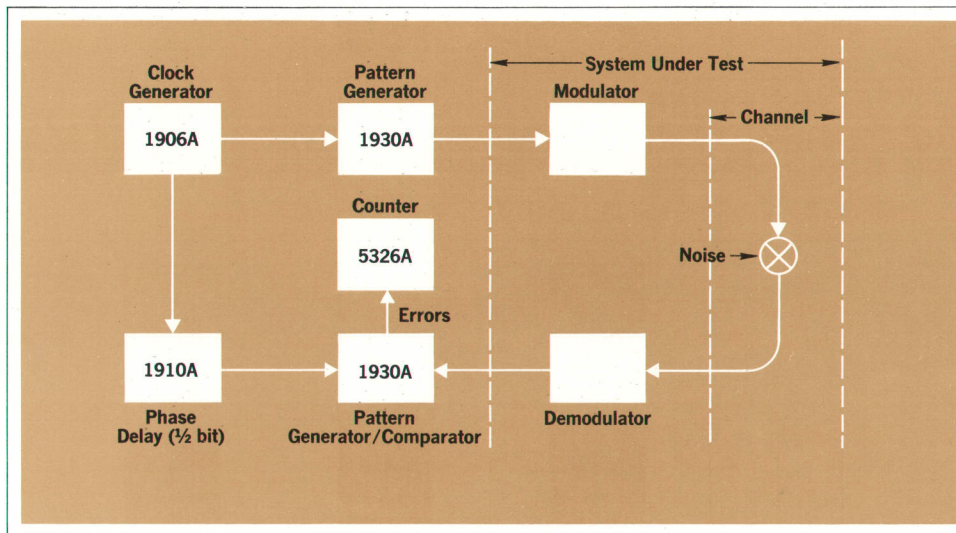 System Under Test
Clock
Generator
Pattern
Generator
Modulator
Channel
1906A
1930A
Counter
5326A
Noise
Errors
1910A
1930A
Phase
Delay (½ bit)
Pattern
Generator/Comparator
Demodulator